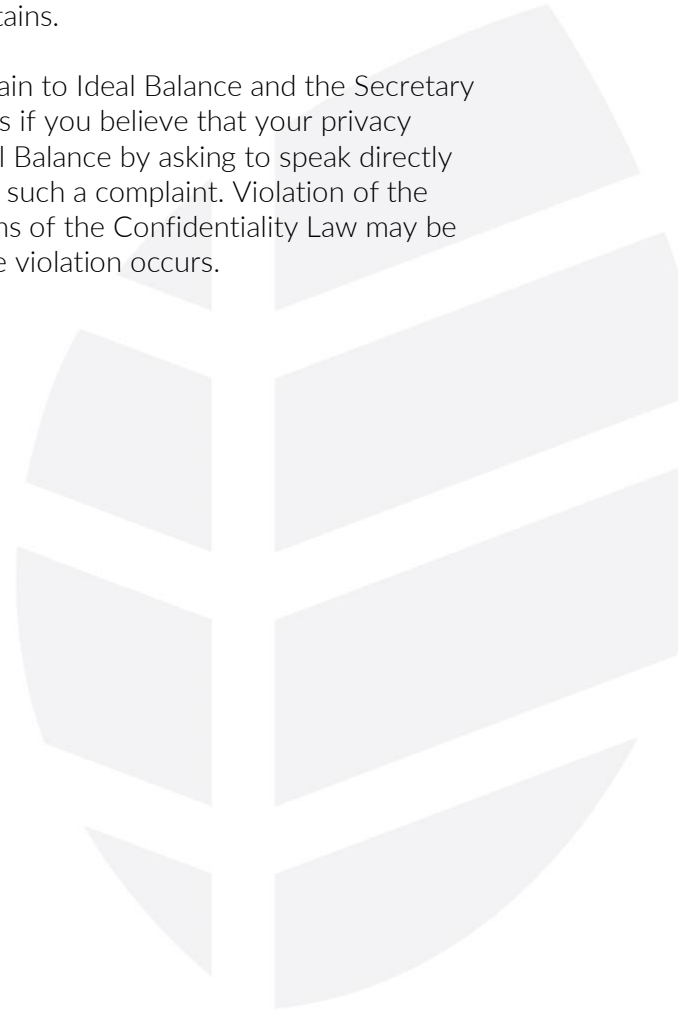 tains.
ain to Ideal Balance and the Secretary
s if you believe that your privacy
l Balance by asking to speak directly
such a complaint. Violation of the
ns of the Confidentiality Law may be
e violation occurs.